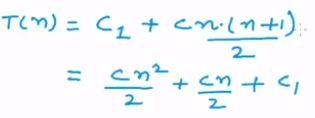 T(n) = C1 + cn.(n+1)/2
= cn²/2 + cn/2 + c1